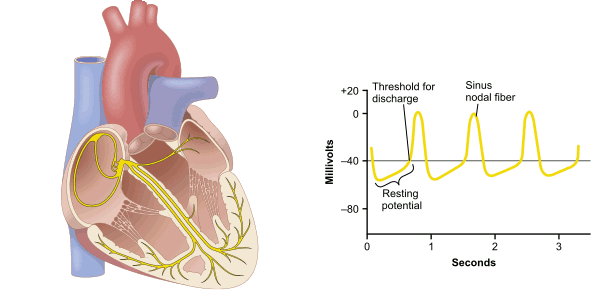 Threshold for
discharge
Sinus
nodal fiber
+20
0
–40
–80
Millivolts
Resting
potential
0
1
2
3
Seconds